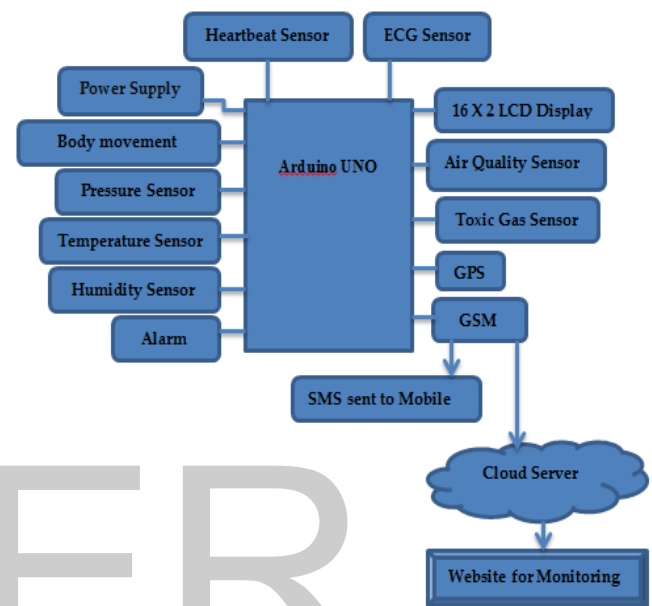 Heartbeat Sensor
ECG Sensor
Power Supply
16 X 2 LCD Display
Body movement
Arduino UNO
Air Quality Sensor
Pressure Sensor
Toxic Gas Sensor
Temperature Sensor
GPS
Humidity Sensor
GSM
Alarm
SMS sent to Mobile
Cloud Server
Website for Monitoring
ER